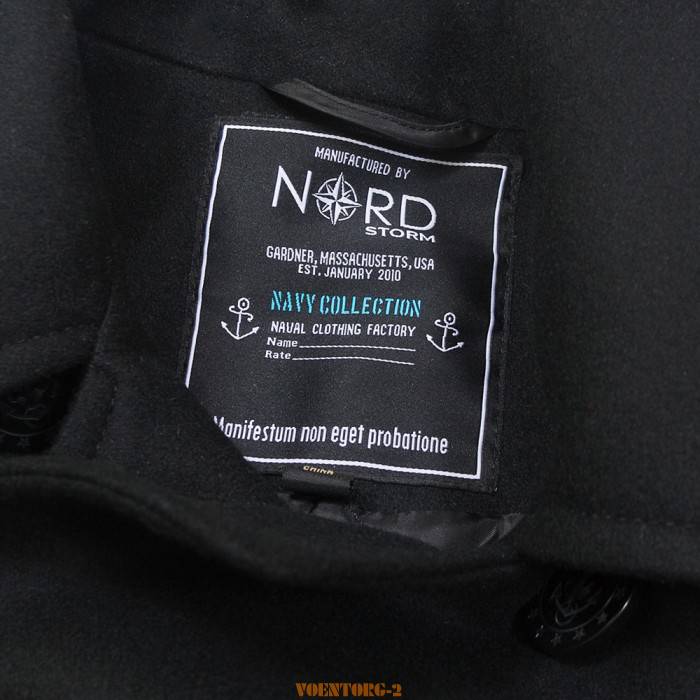 MANUFACTURED BY
NORD
STORM
GARDNER, MASSACHUSETTS, USA
EST. JANUARY 2010
NAVY COLLECTION
NAVAL CLOTHING FACTORY
Name
Rate
Manifestum non eget probatione
CHINA
VOENTORG-2